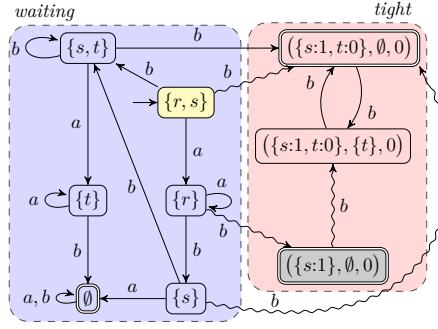 waiting
tight
b
{s, t}
b
({s:1, t:0}, ∅, 0)
b
b
{r, s}
b
a
a
({s:1, t:0}, {t}, 0)
b
a
{t}
{r}
a
b
b
b
b
({s:1}, ∅, 0)
a, b
∅
a
{s}
b